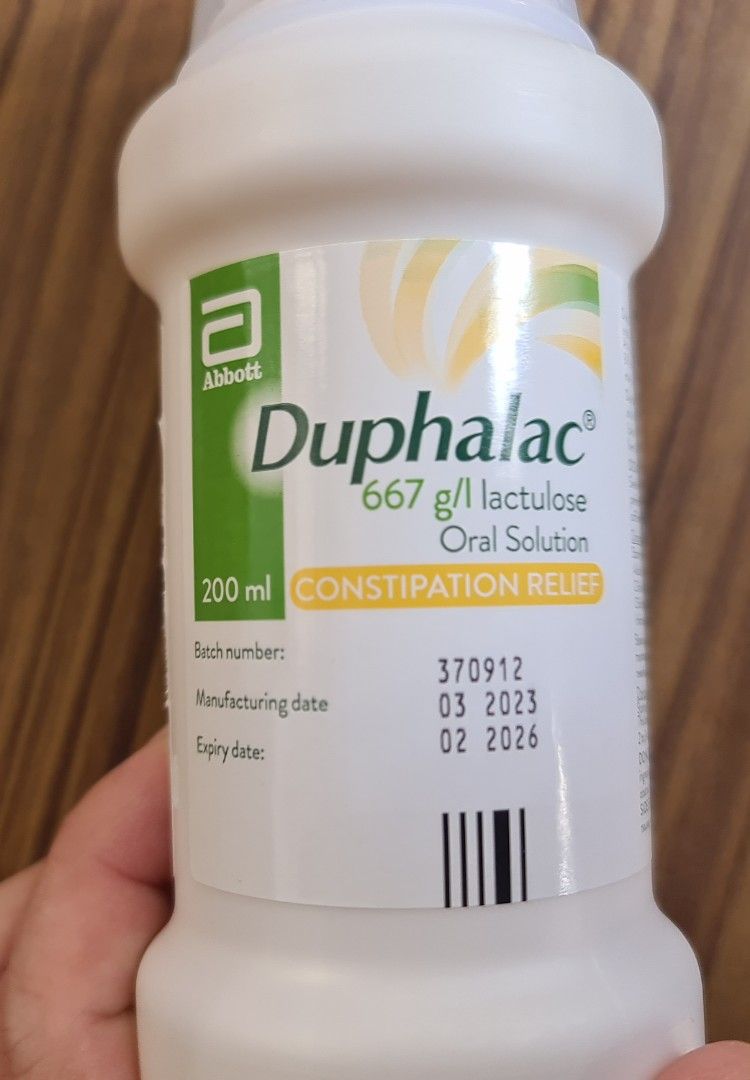 Abbott
Duphalac®
667 g/l lactulose
Oral Solution
200 ml CONSTIPATION RELIEF
Batch number: 370912
Manufacturing date 03 2023
Expiry date: 02 2026